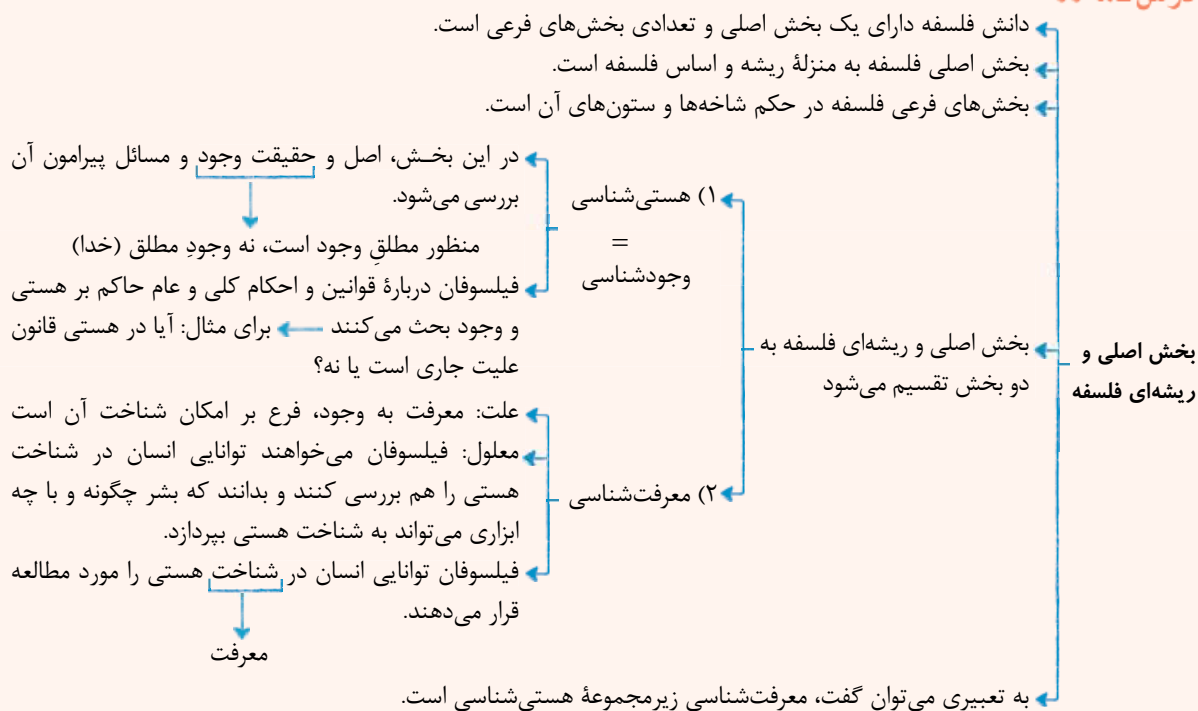 دانش فلسفه دارای یک بخش اصلی و تعدادی بخش‌های فرعی است.
بخش اصلی فلسفه به منزلهٔ ریشه و اساس فلسفه است.
بخش‌های فرعی فلسفه در حکم شاخه‌ها و ستون‌های آن است.
بخش اصلی و
ریشه‌ای فلسفه
بخش اصلی و ریشه‌ای فلسفه به
دو بخش تقسیم می‌شود
۱) هستی‌شناسی
=
وجودشناسی
در این بخش، اصل و حقیقت وجود و مسائل پیرامون آن
بررسی می‌شود.
منظور مطلقِ وجود است، نه وجودِ مطلق (خدا)
فیلسوفان دربارهٔ قوانین و احکام کلی و عام حاکم بر هستی
و وجود بحث می‌کنند برای مثال: آیا در هستی قانون
علیت جاری است یا نه؟
۲) معرفت‌شناسی
علت: معرفت به وجود، فرع بر امکان شناخت آن است
معلول: فیلسوفان می‌خواهند توانایی انسان در شناخت
هستی را هم بررسی کنند و بدانند که بشر چگونه و با چه
ابزاری می‌تواند به شناخت هستی بپردازد.
فیلسوفان توانایی انسان در شناخت هستی را مورد مطالعه
قرار می‌دهند.
معرفت
به تعبیری می‌توان گفت، معرفت‌شناسی زیرمجموعهٔ هستی‌شناسی است.